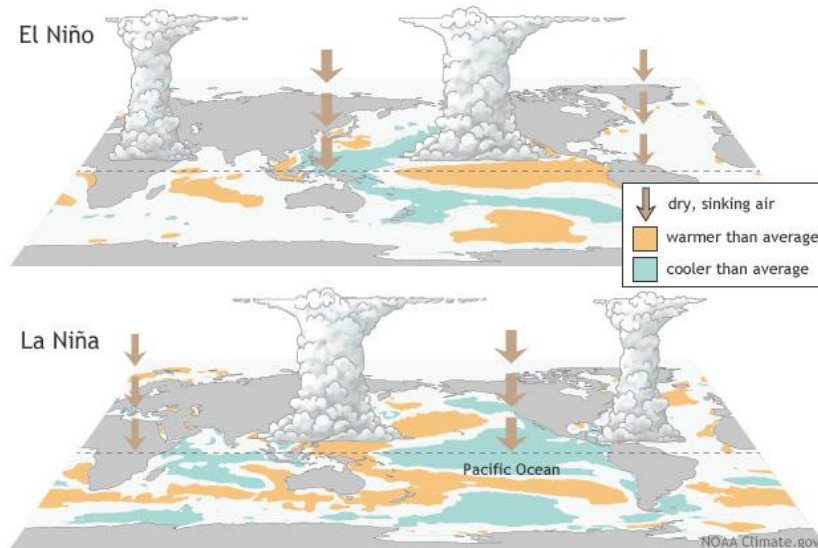 El Niño
dry, sinking air
warmer than average
cooler than average
La Niña
Pacific Ocean
NOAA Climate.gov